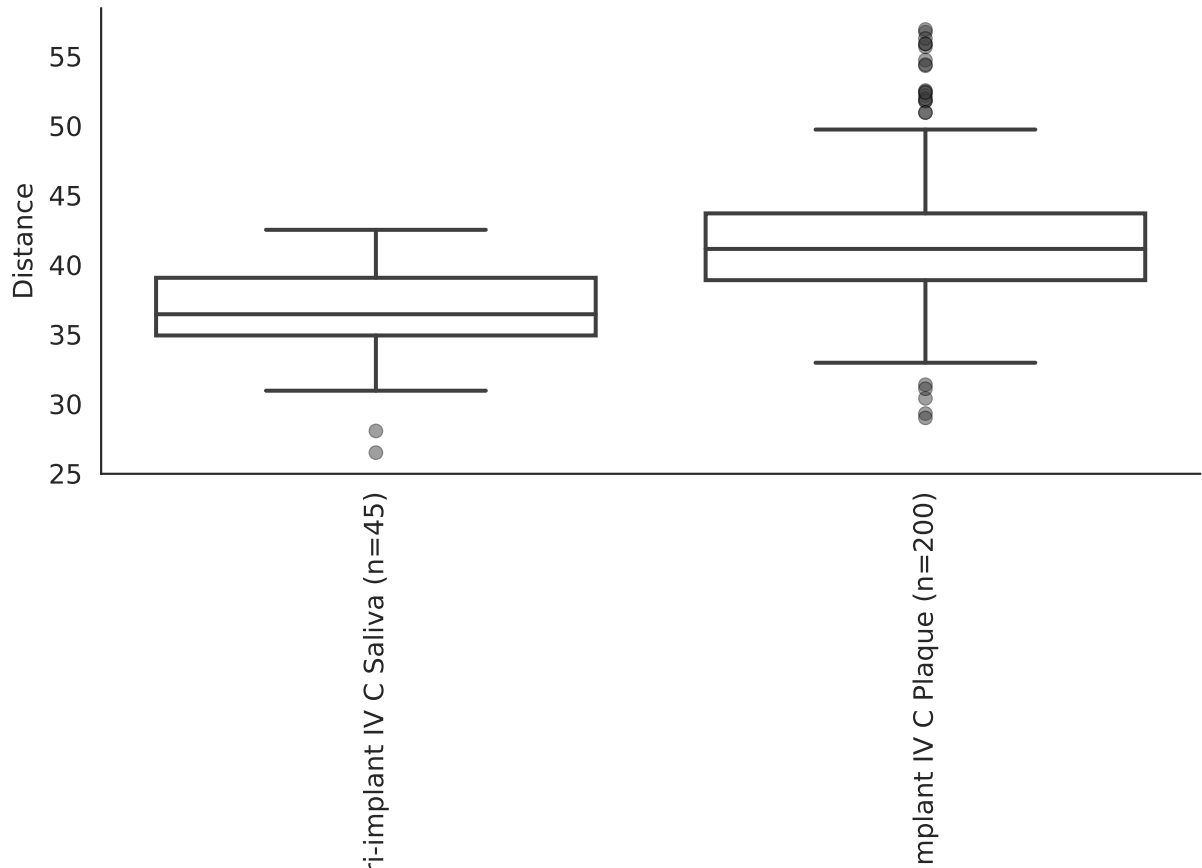 55
50
45
40
35
30
25
Distance
ri-implant IV C Saliva (n=45)
mplant IV C Plaque (n=200)